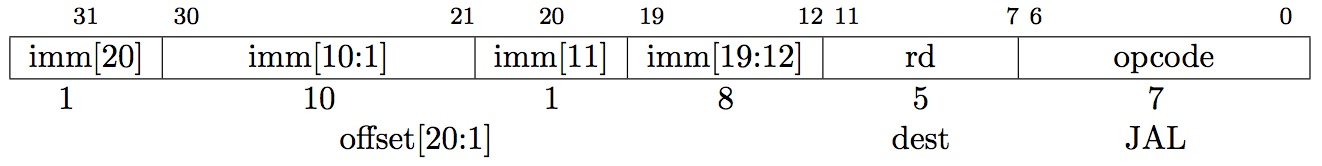 31 30 21 20 19 12 11 7 6 0
imm[20] imm[10:1] imm[11] imm[19:12] rd opcode
1 10 1 8 5 7
offset[20:1] dest JAL